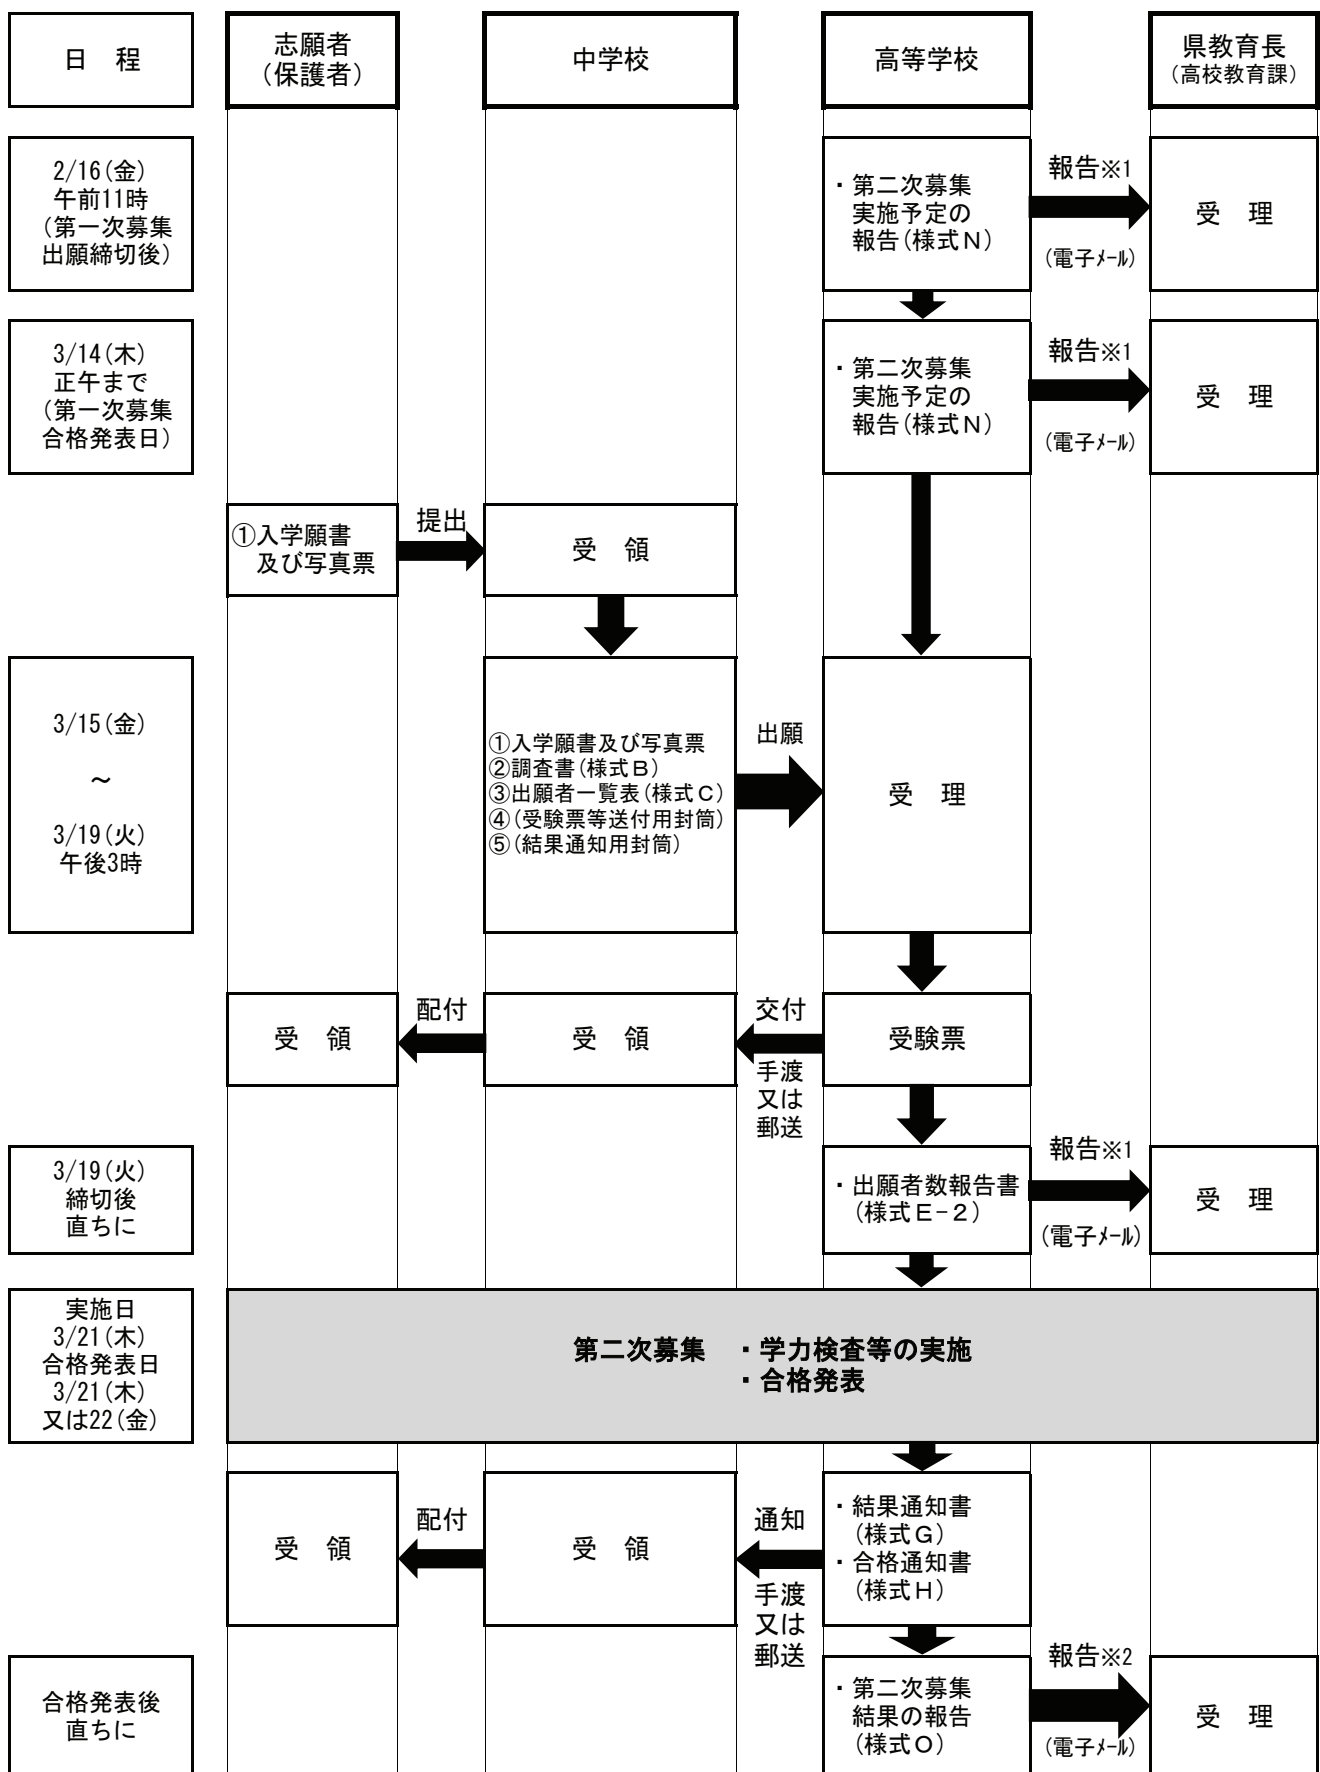 日　程
志願者
（保護者）
中学校
高等学校
県教育長
（高校教育課）
2/16(金)
午前11時
(第一次募集
出願締切後)
・第二次募集
実施予定の
報告(様式Ｎ)
報告※1
(電子ﾒｰﾙ)
受　理
3/14(木)
正午まで
(第一次募集
合格発表日)
・第二次募集
実施予定の
報告(様式Ｎ)
報告※1
(電子ﾒｰﾙ)
受　理
①入学願書
及び写真票
提出
受　領
3/15(金)
～
3/19(火)
午後3時
①入学願書及び写真票
②調査書(様式Ｂ)
③出願者一覧表(様式Ｃ)
④(受験票等送付用封筒)
⑤(結果通知用封筒)
出願
受　理
受　領
配付
受　領
交付
手渡
又は
郵送
受験票
3/19(火)
締切後
直ちに
・出願者数報告書
(様式Ｅ−２)
報告※1
(電子ﾒｰﾙ)
受　理
実施日
3/21(木)
合格発表日
3/21(木)
又は22(金)
第二次募集　・学力検査等の実施
・合格発表
受　領
配付
受　領
通知
手渡
又は
郵送
・結果通知書
(様式Ｇ)
・合格通知書
(様式Ｈ)
合格発表後
直ちに
・第二次募集
結果の報告
(様式Ｏ)
報告※2
(電子ﾒｰﾙ)
受　理